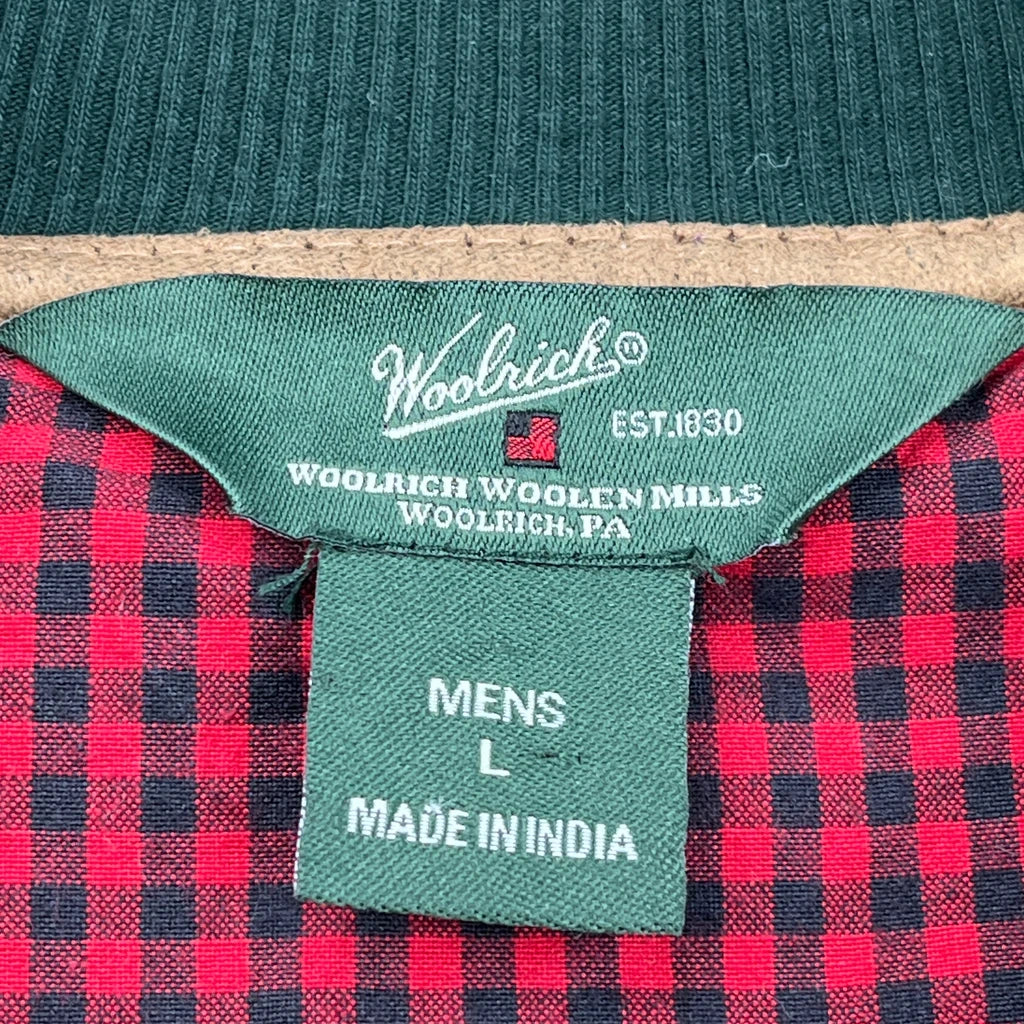 Woolrich®
EST. 1830
WOOLRICH WOOLEN MILLS
WOOLRICH, PA
MENS
L
MADE IN INDIA